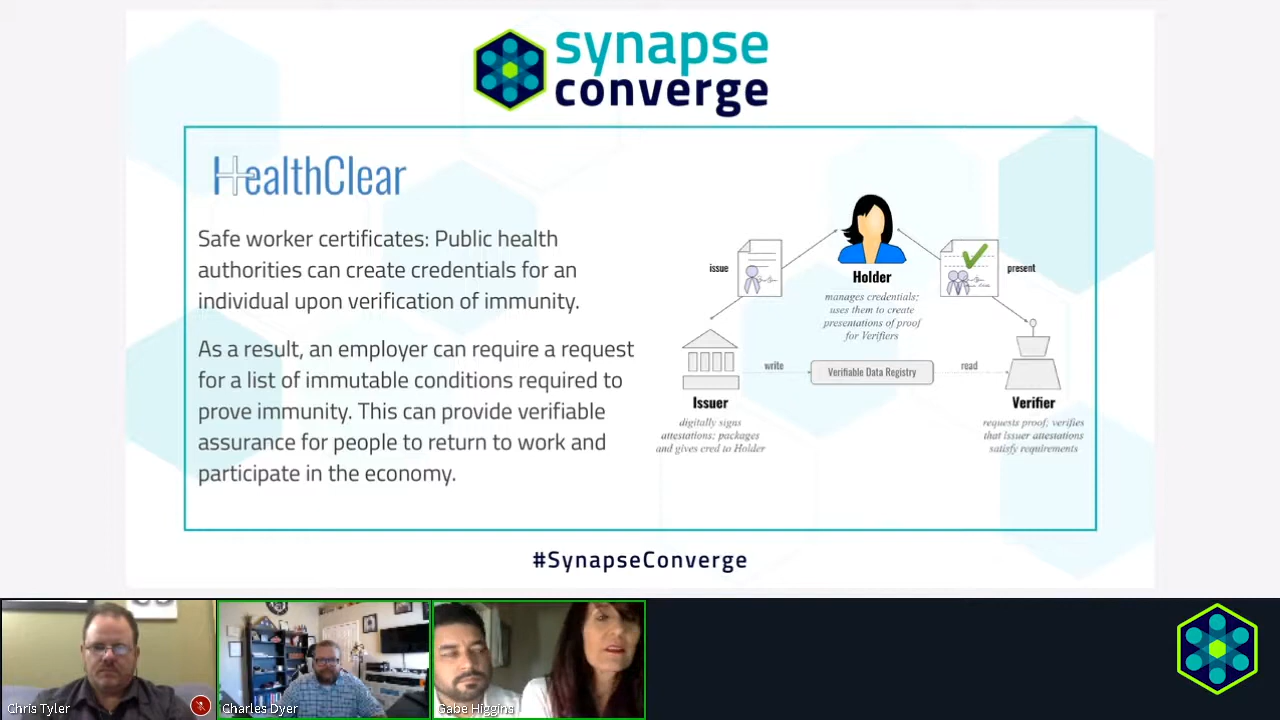 synapse
converge
HealthClear
Safe worker certificates: Public health
authorities can create credentials for an
individual upon verification of immunity.
As a result, an employer can require a request
for a list of immutable conditions required to
prove immunity. This can provide verifiable
assurance for people to return to work and
participate in the economy.
issue
Holder
present
manages credentials;
uses them to create
presentations of proof
for Verifiers
write
Verifiable Data Registry
read
Issuer
digitally signs
attestations; packages
and gives cred to Holder
Verifier
requests proof; verifies
that issuer attestations
satisfy requirements
#SynapseConverge
Chris Tyler
Charles Dyer
Gabe Higgins